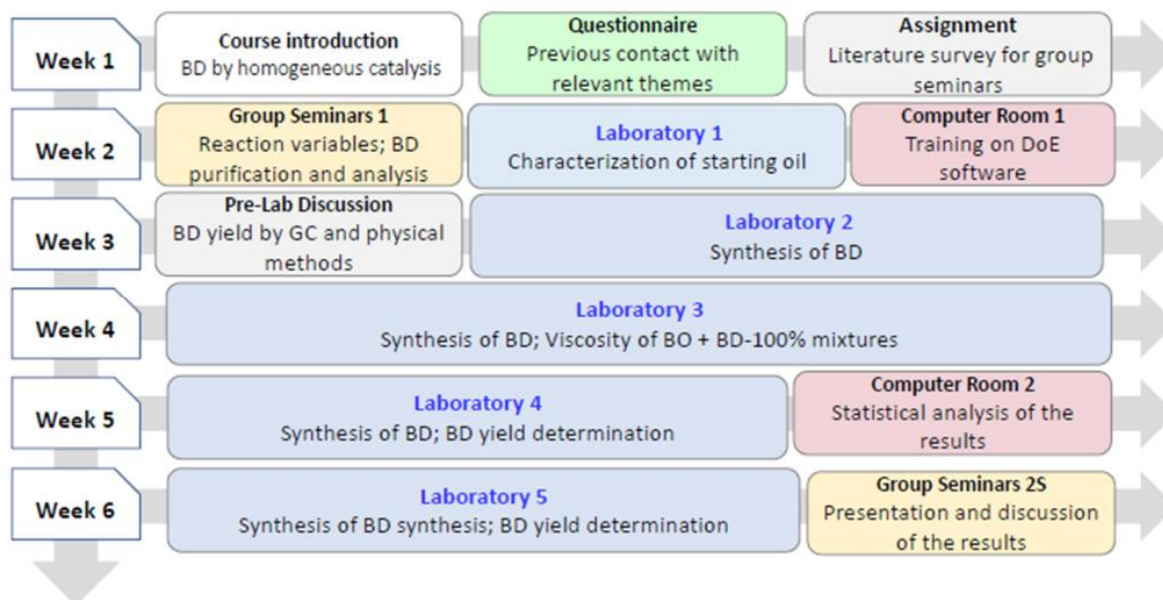 Week 1
Course introduction
BD by homogeneous catalysis
Questionnaire
Previous contact with
relevant themes
Assignment
Literature survey for group
seminars
Week 2
Group Seminars 1
Reaction variables; BD
purification and analysis
Laboratory 1
Characterization of starting oil
Computer Room 1
Training on DoE
software
Week 3
Pre-Lab Discussion
BD yield by GC and physical
methods
Laboratory 2
Synthesis of BD
Week 4
Laboratory 3
Synthesis of BD; Viscosity of BO + BD-100% mixtures
Week 5
Laboratory 4
Synthesis of BD; BD yield determination
Computer Room 2
Statistical analysis of the
results
Week 6
Laboratory 5
Synthesis of BD synthesis; BD yield determination
Group Seminars 2S
Presentation and discussion
of the results